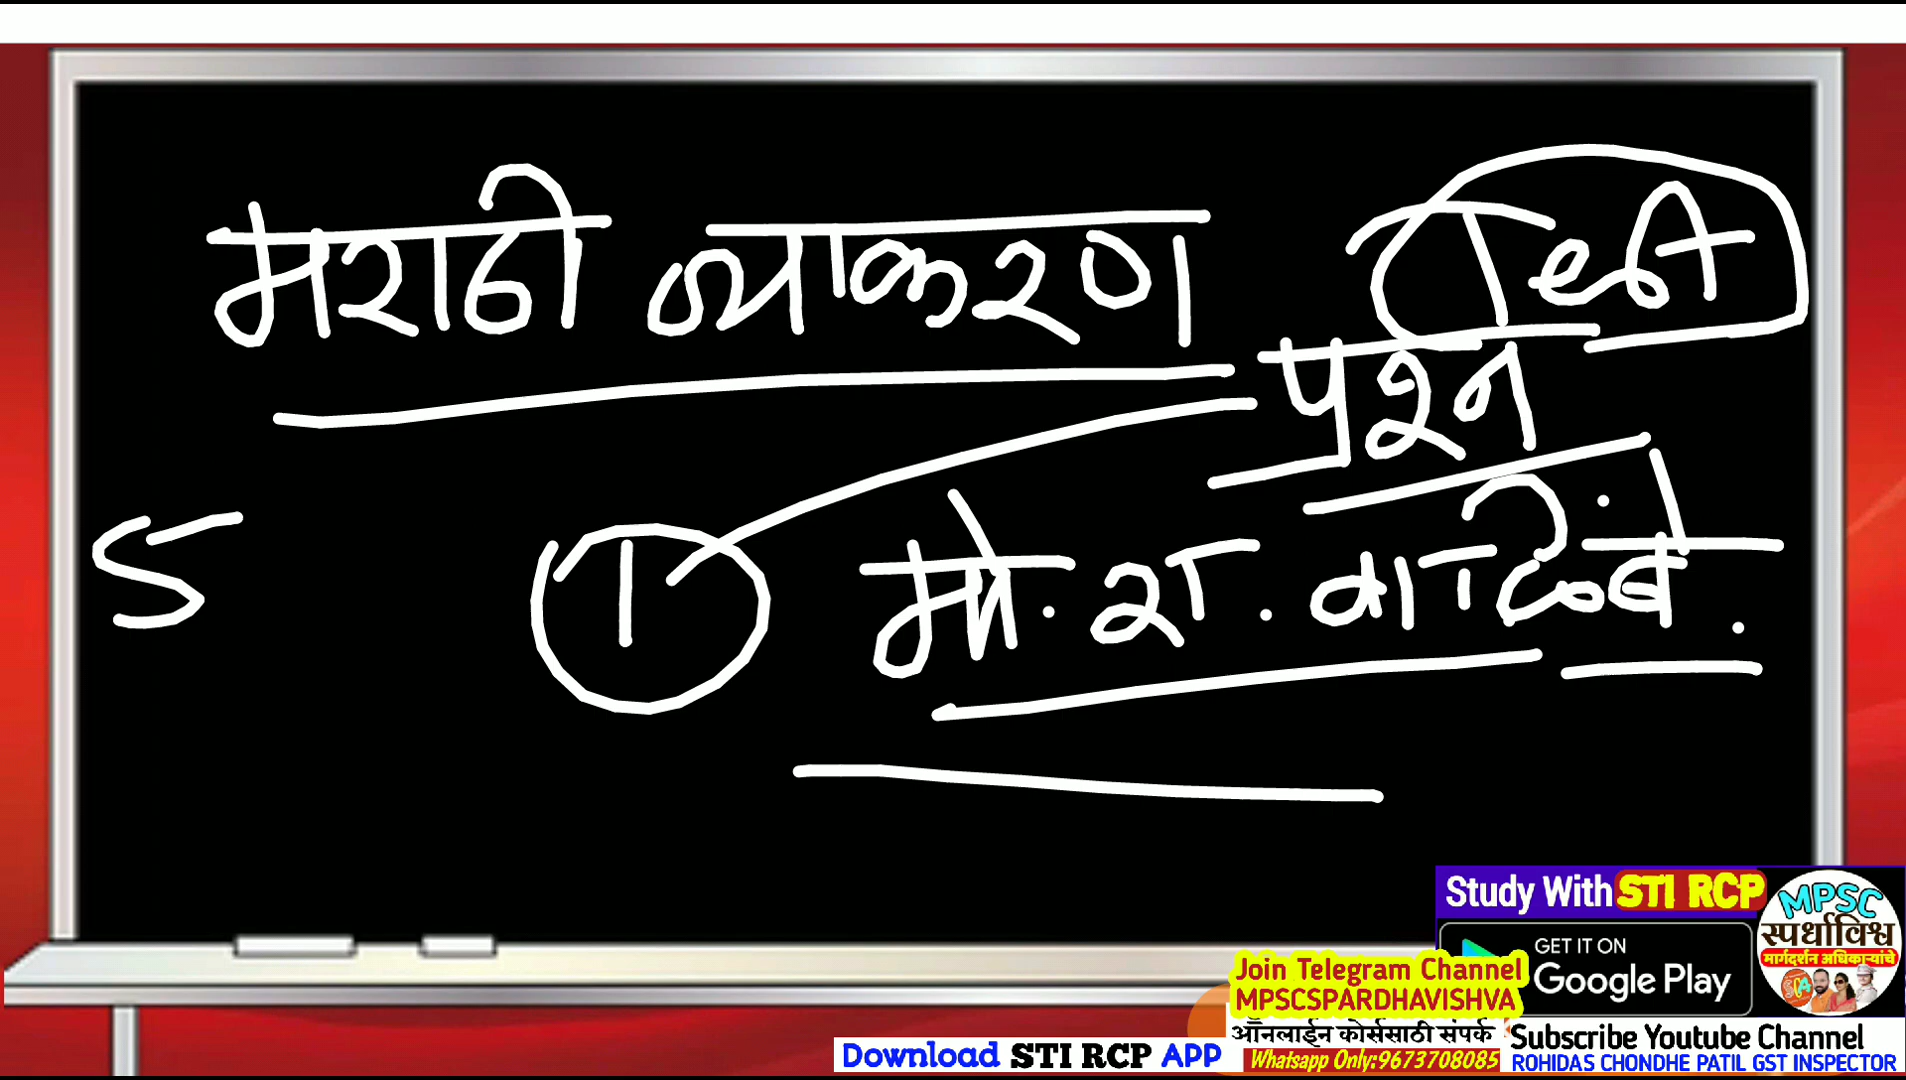 मराठी व्याकरण Test
प्रश्न
5 1 मो. रा. वाळिंबे.
Study With STI RCP
GET IT ON
Google Play
MPSC
स्पर्धाविश्व
मार्गदर्शन अधिकाऱ्यांचे
SCA
Join Telegram Channel
MPSCSPARDHAVISHVA
ऑनलाईन कोर्ससाठी संपर्क
Whatsapp Only:9673708085
Download STI RCP APP
Subscribe Youtube Channel
ROHIDAS CHONDHE PATIL GST INSPECTOR